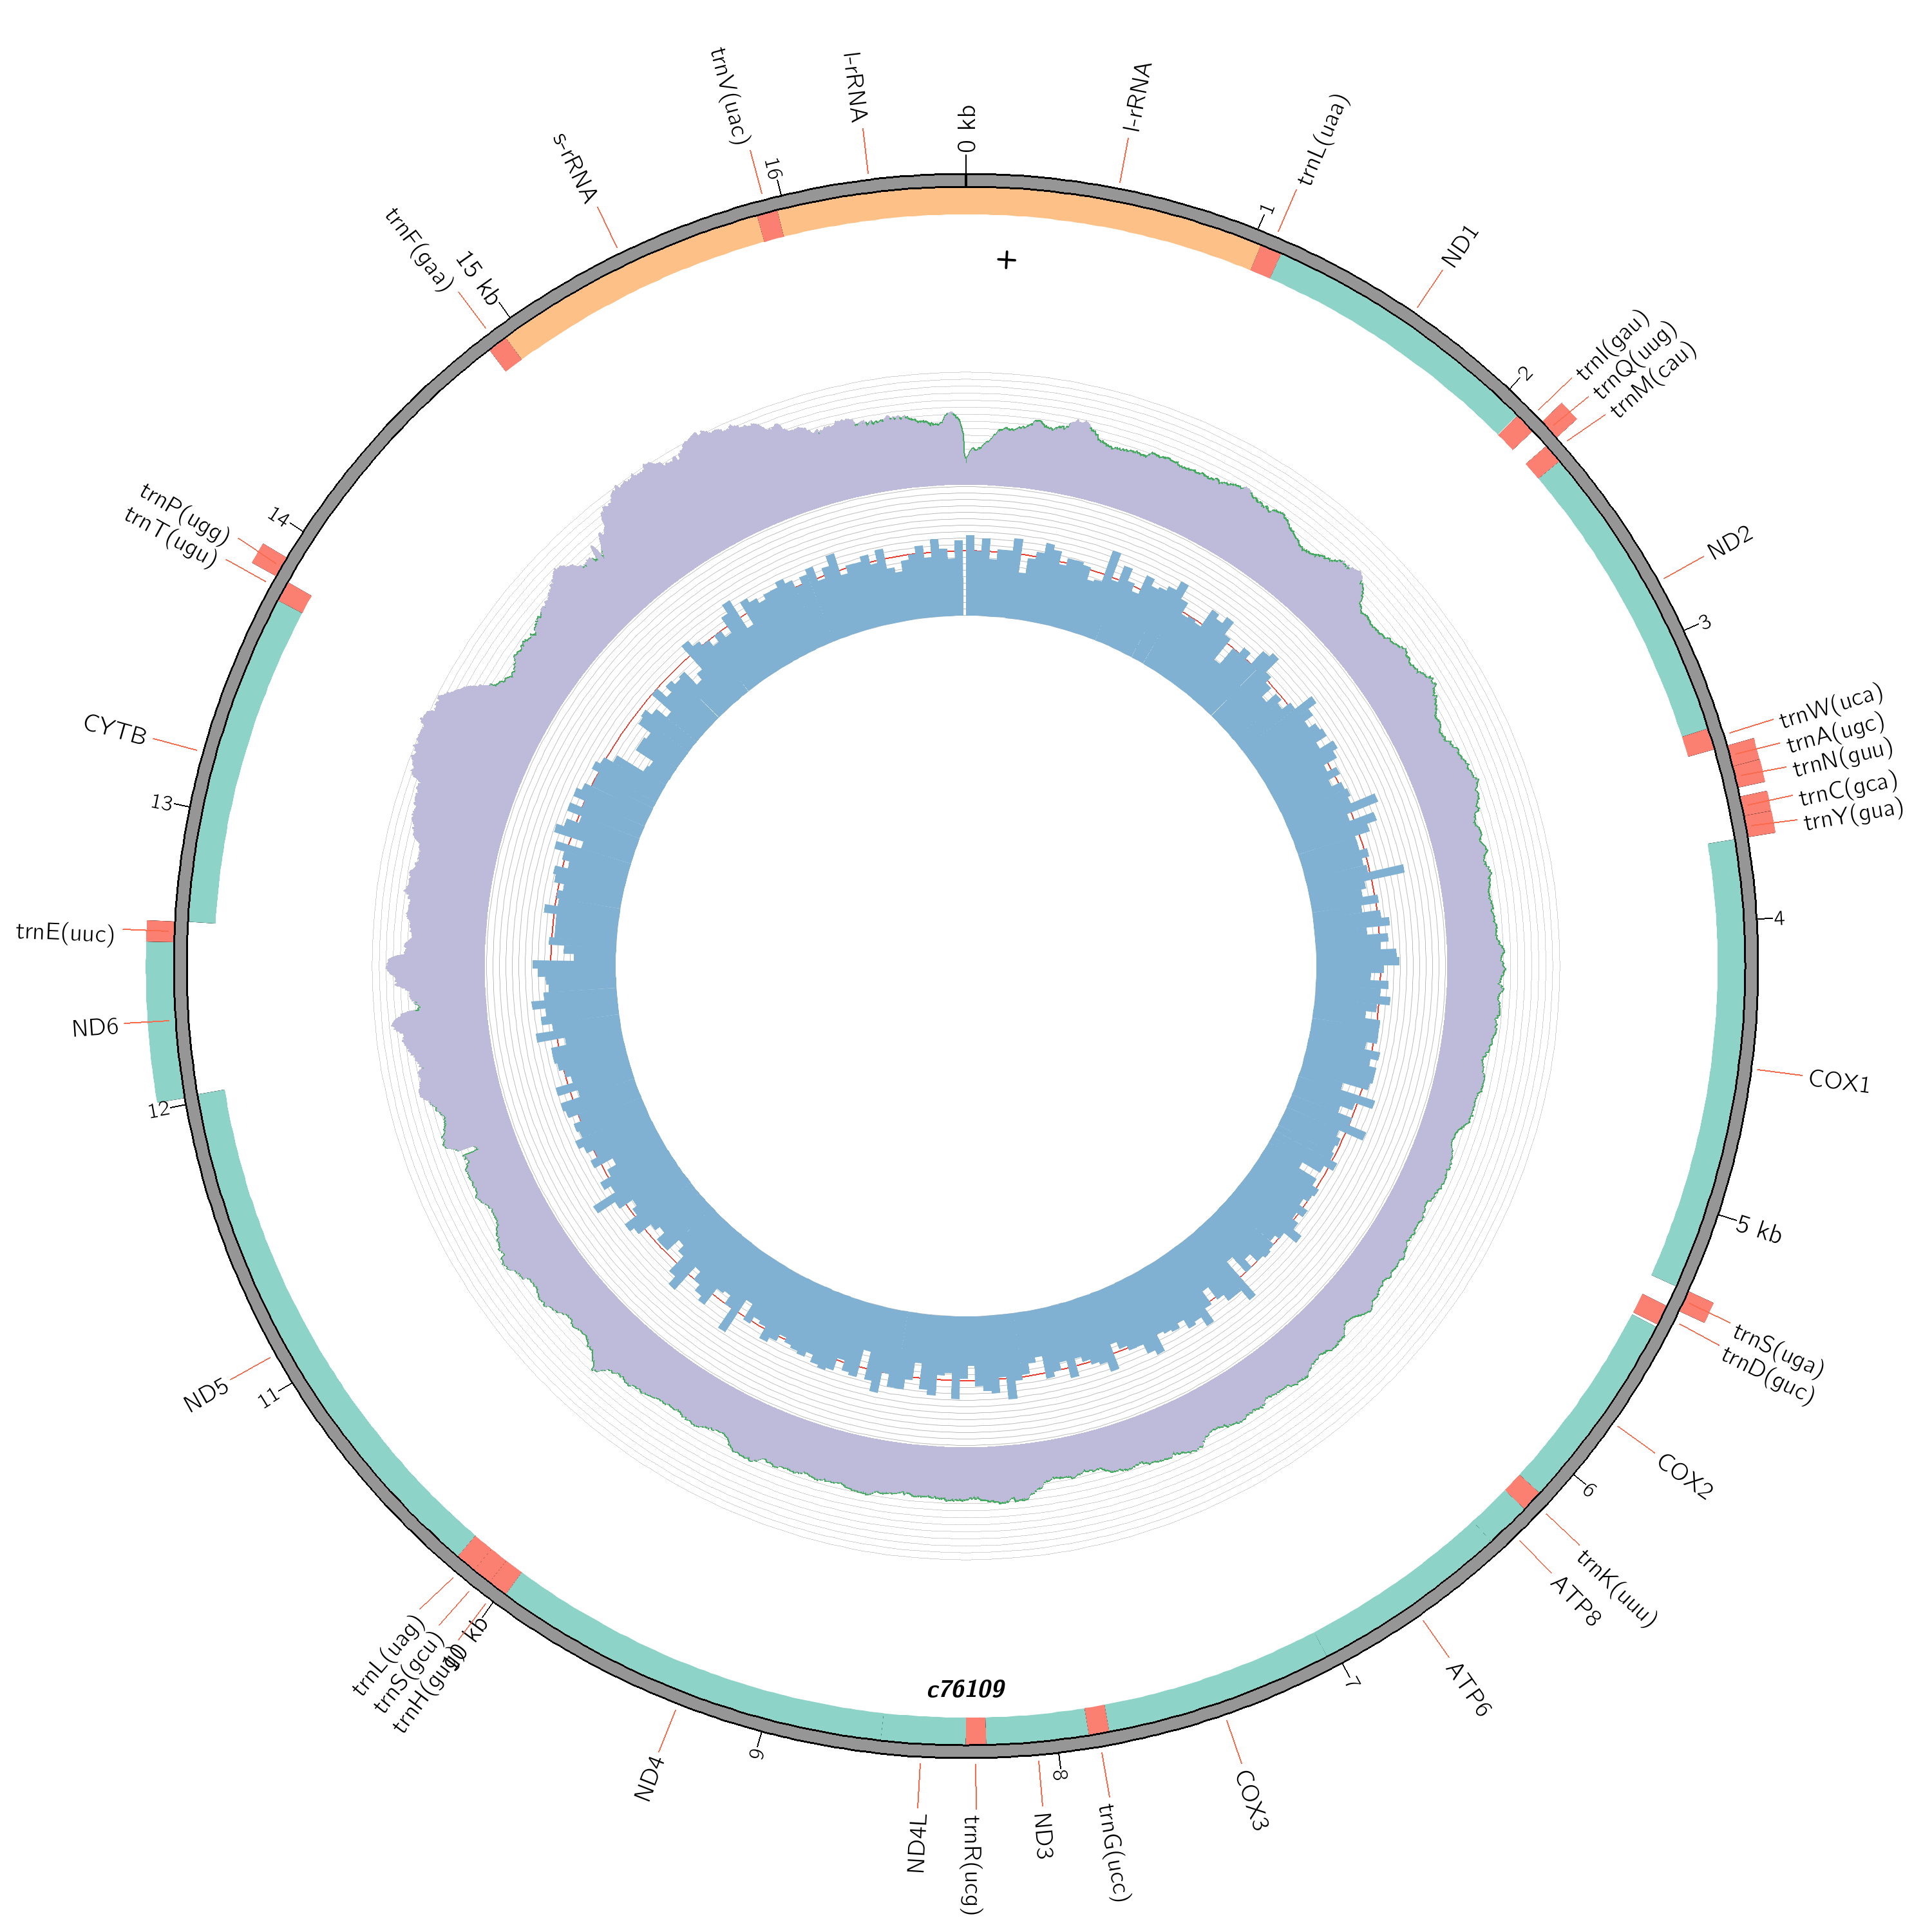 0 kb
l-rRNA
1
trnL(uaa)
ND1
2
trnI(gau)
trnQ(uug)
trnM(cau)
ND2
3
trnW(uca)
trnA(ugc)
trnN(guu)
trnC(gca)
trnY(gua)
4
COX1
5 kb
trnS(uga)
trnD(guc)
COX2
6
trnK(uuu)
ATP8
ATP6
7
COX3
trnG(ucc)
8
ND3
trnR(ucg)
ND4L
9
ND4
10 kb
trnH(gug)
trnS(gcu)
trnL(uag)
11
ND5
12
ND6
trnE(uuc)
13
CYTB
trnT(ugu)
trnP(ugg)
14
trnF(gaa)
15 kb
s-rRNA
trnV(uac)
16
l-rRNA
+
c76109